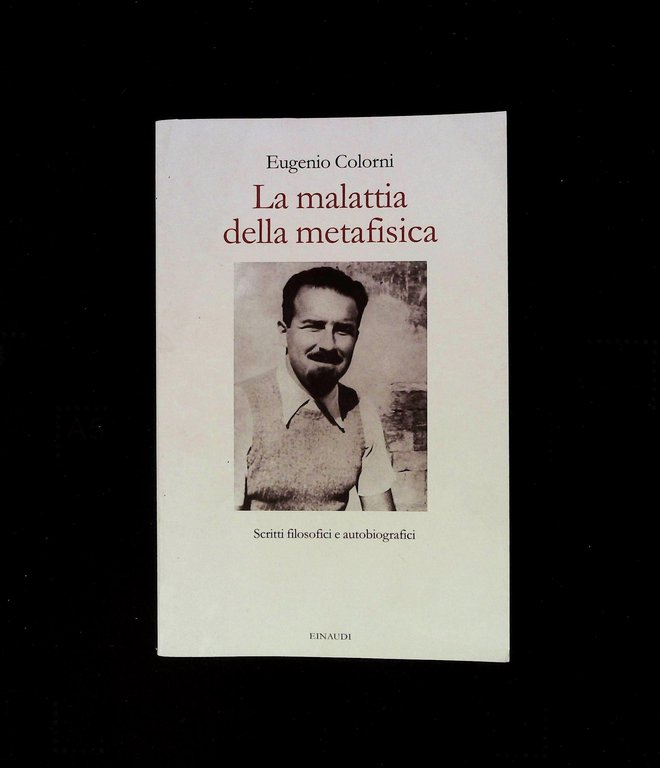 Eugenio Colorni
La malattia
della metafisica
Scritti filosofici e autobiografici
EINAUDI